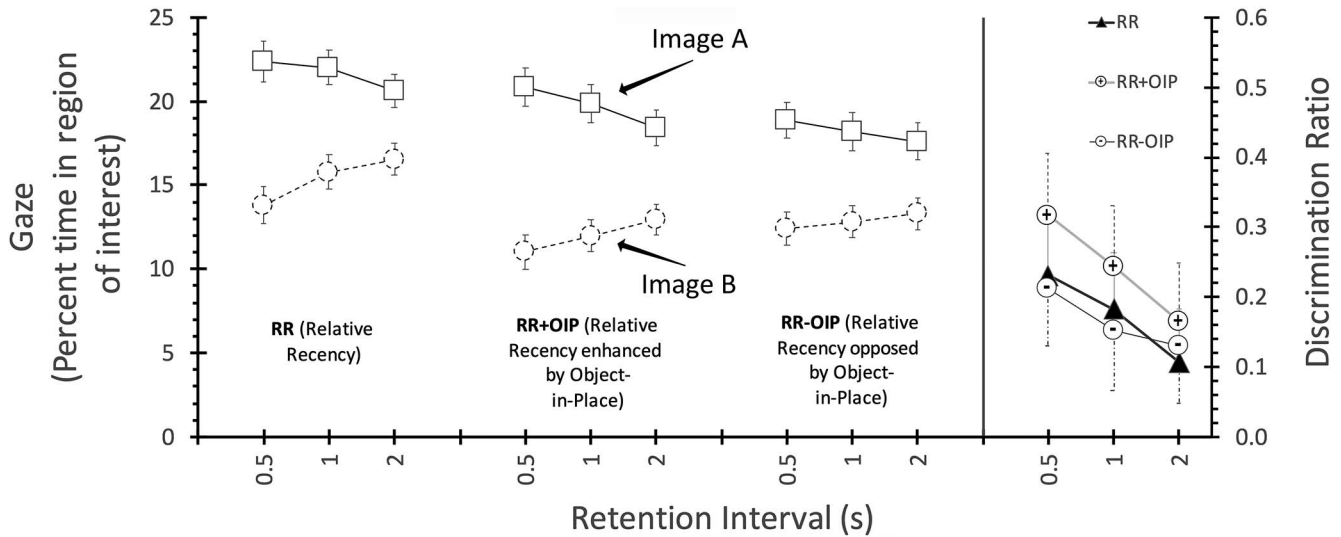 Gaze
(Percent time in region
of interest)
25
20
15
10
5
0
Image A
Image B
RR (Relative
Recency)
RR+OIP (Relative
Recency enhanced
by Object-
in-Place)
RR-OIP (Relative
Recency opposed
by Object-
in-Place)
0.5
1
2
0.5
1
2
0.5
1
2
0.5
1
2
Retention Interval (s)
RR
RR+OIP
RR-OIP
0.6
0.5
0.4
0.3
0.2
0.1
0.0
Discrimination Ratio